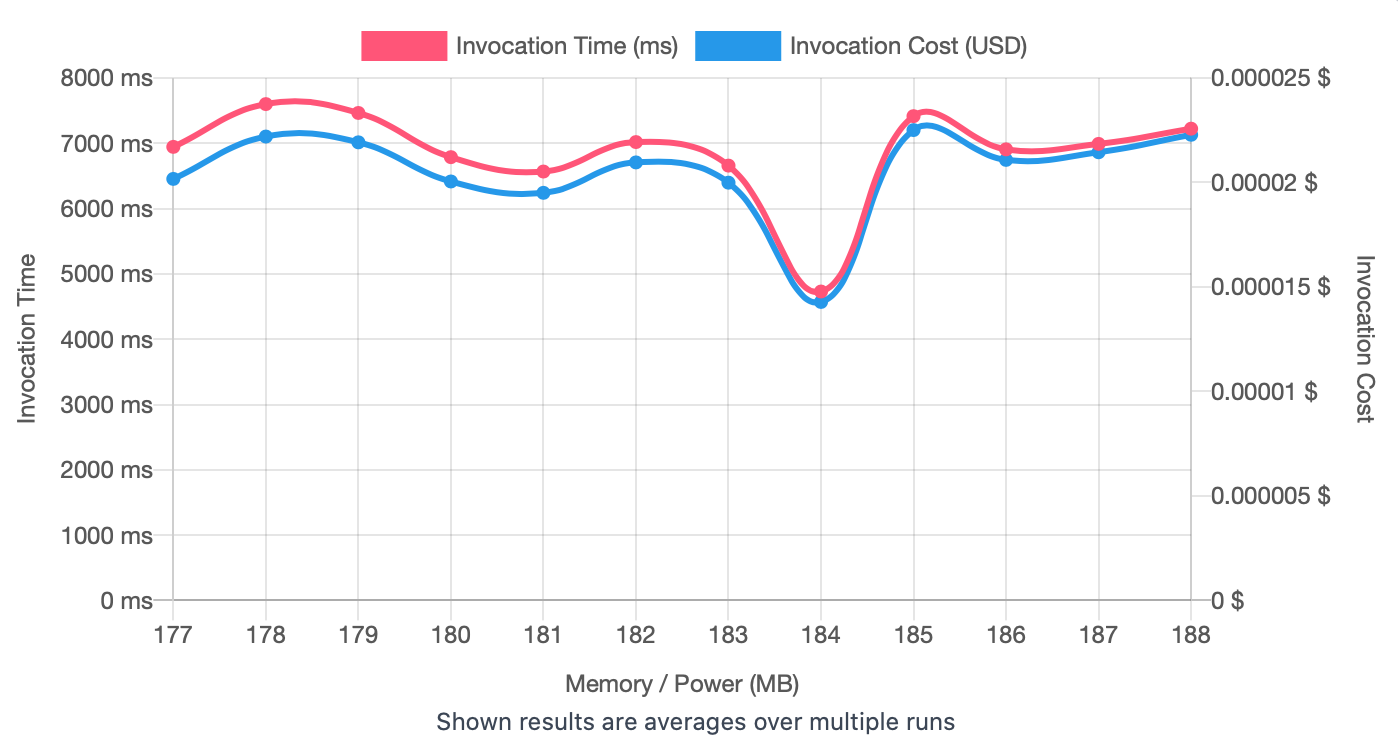 Invocation Time (ms) Invocation Cost (USD)
8000 ms 0.000025 $
7000 ms
0.00002 $
6000 ms
5000 ms
0.000015 $
4000 ms
0.00001 $
3000 ms
2000 ms
0.000005 $
1000 ms
0 ms 0 $
Invocation Time
Invocation Cost
177 178 179 180 181 182 183 184 185 186 187 188
Memory / Power (MB)
Shown results are averages over multiple runs